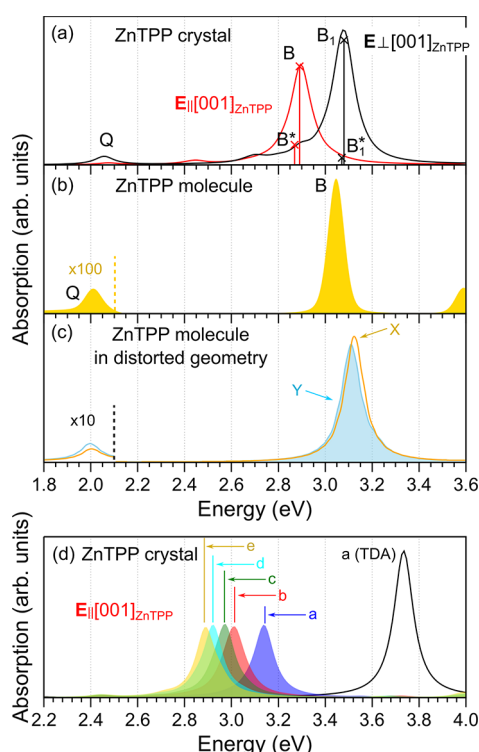 (a) ZnTPP crystal
B
B₁
E⊥[001]ZnTPP
E∥[001]ZnTPP
Q
B*
B₁*
(b) ZnTPP molecule
B
x100
Q
(c) ZnTPP molecule
in distorted geometry
X
Y
x10
Absorption (arb. units)
1.8 2.0 2.2 2.4 2.6 2.8 3.0 3.2 3.4 3.6
Energy (eV)
(d) ZnTPP crystal
e
a (TDA)
d
c
E∥[001]ZnTPP
b
a
Absorption (arb. units)
2.2 2.4 2.6 2.8 3.0 3.2 3.4 3.6 3.8 4.0
Energy (eV)